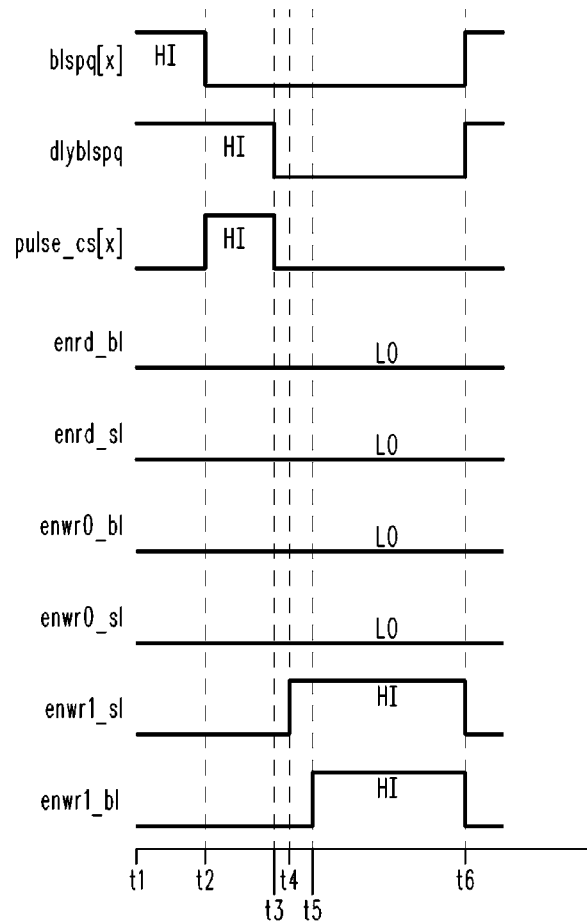 blspq[x] HI
dlyblspq HI
pulse_cs[x] HI
enrd_bl LO
enrd_sl LO
enwr0_bl LO
enwr0_sl LO
enwr1_sl HI
enwr1_bl HI
t1 t2 t4 t6
t3 t5